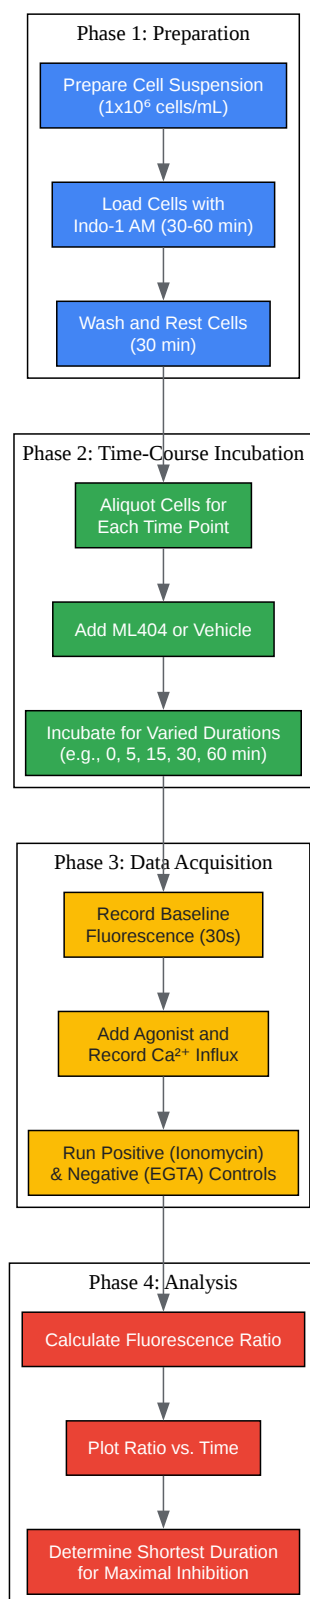 Phase 1: Preparation
Prepare Cell Suspension
(1x10⁶ cells/mL)
Load Cells with
Indo-1 AM (30-60 min)
Wash and Rest Cells
(30 min)
Phase 2: Time-Course Incubation
Aliquot Cells for
Each Time Point
Add ML404 or Vehicle
Incubate for Varied Durations
(e.g., 0, 5, 15, 30, 60 min)
Phase 3: Data Acquisition
Record Baseline
Fluorescence (30s)
Add Agonist and
Record Ca²⁺ Influx
Run Positive (Ionomycin)
& Negative (EGTA) Controls
Phase 4: Analysis
Calculate Fluorescence Ratio
Plot Ratio vs. Time
Determine Shortest Duration
for Maximal Inhibition